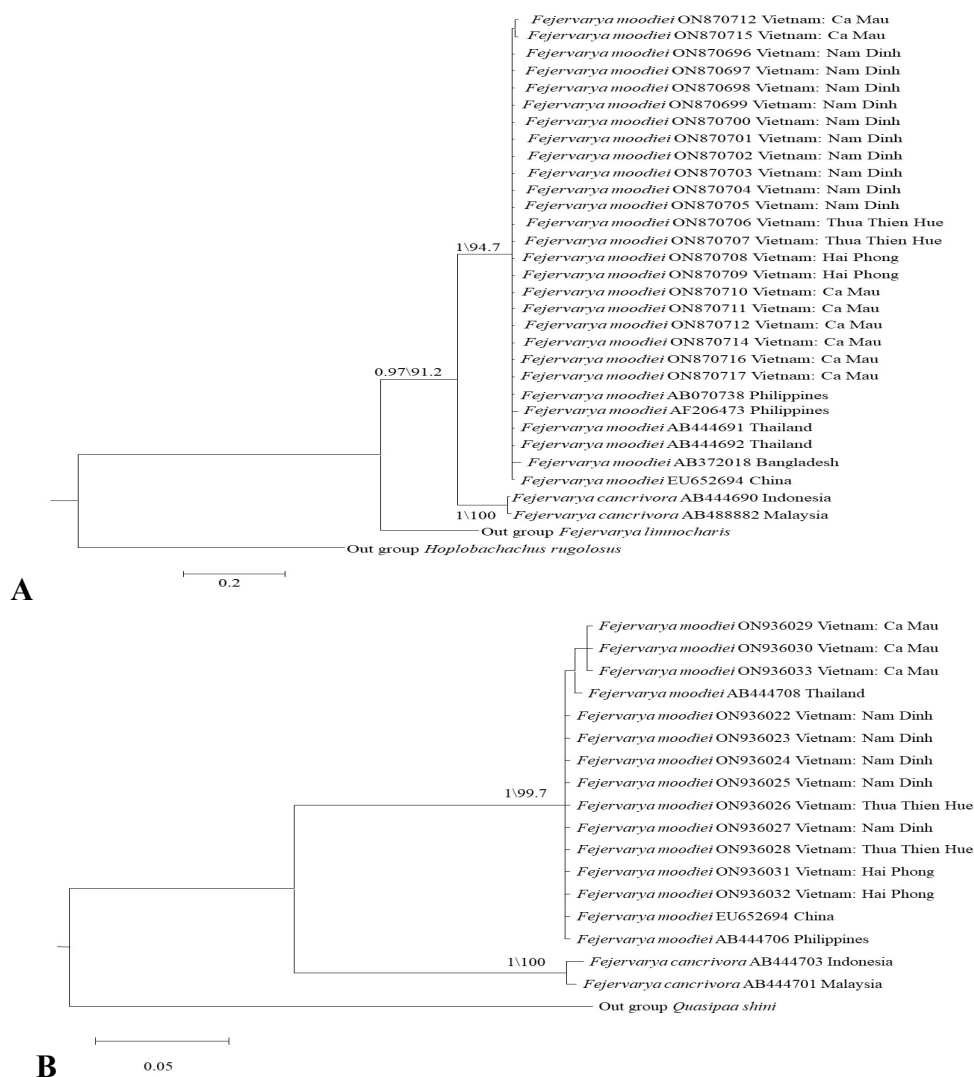 Fejervarya moodiei ON870712 Vietnam: Ca Mau
Fejervarya moodiei ON870715 Vietnam: Ca Mau
Fejervarya moodiei ON870696 Vietnam: Nam Dinh
Fejervarya moodiei ON870697 Vietnam: Nam Dinh
Fejervarya moodiei ON870698 Vietnam: Nam Dinh
Fejervarya moodiei ON870699 Vietnam: Nam Dinh
Fejervarya moodiei ON870700 Vietnam: Nam Dinh
Fejervarya moodiei ON870701 Vietnam: Nam Dinh
Fejervarya moodiei ON870702 Vietnam: Nam Dinh
Fejervarya moodiei ON870703 Vietnam: Nam Dinh
Fejervarya moodiei ON870704 Vietnam: Nam Dinh
Fejervarya moodiei ON870705 Vietnam: Nam Dinh
Fejervarya moodiei ON870706 Vietnam: Thua Thien Hue
Fejervarya moodiei ON870707 Vietnam: Thua Thien Hue
1\94.7
Fejervarya moodiei ON870708 Vietnam: Hai Phong
Fejervarya moodiei ON870709 Vietnam: Hai Phong
Fejervarya moodiei ON870710 Vietnam: Ca Mau
Fejervarya moodiei ON870711 Vietnam: Ca Mau
Fejervarya moodiei ON870712 Vietnam: Ca Mau
Fejervarya moodiei ON870714 Vietnam: Ca Mau
Fejervarya moodiei ON870716 Vietnam: Ca Mau
0.97\91.2
Fejervarya moodiei ON870717 Vietnam: Ca Mau
Fejervarya moodiei AB070738 Philippines
Fejervarya moodiei AF206473 Philippines
Fejervarya moodiei AB444691 Thailand
Fejervarya moodiei AB444692 Thailand
Fejervarya moodiei AB372018 Bangladesh
Fejervarya moodiei EU652694 China
Fejervarya cancrivora AB444690 Indonesia
1\100
Fejervarya cancrivora AB488882 Malaysia
Out group Fejervarya limnocharis
Out group Hoplobachachnus rugolosus
0.2
A
Fejervarya moodiei ON936029 Vietnam: Ca Mau
Fejervarya moodiei ON936030 Vietnam: Ca Mau
Fejervarya moodiei ON936033 Vietnam: Ca Mau
Fejervarya moodiei AB444708 Thailand
Fejervarya moodiei ON936022 Vietnam: Nam Dinh
Fejervarya moodiei ON936023 Vietnam: Nam Dinh
Fejervarya moodiei ON936024 Vietnam: Nam Dinh
Fejervarya moodiei ON936025 Vietnam: Nam Dinh
1\99.7
Fejervarya moodiei ON936026 Vietnam: Thua Thien Hue
Fejervarya moodiei ON936027 Vietnam: Nam Dinh
Fejervarya moodiei ON936028 Vietnam: Thua Thien Hue
Fejervarya moodiei ON936031 Vietnam: Hai Phong
Fejervarya moodiei ON936032 Vietnam: Hai Phong
Fejervarya moodiei EU652694 China
Fejervarya moodiei AB444706 Philippines
1\100
Fejervarya cancrivora AB444703 Indonesia
Fejervarya cancrivora AB444701 Malaysia
Out group Quasipaa shini
0.05
B